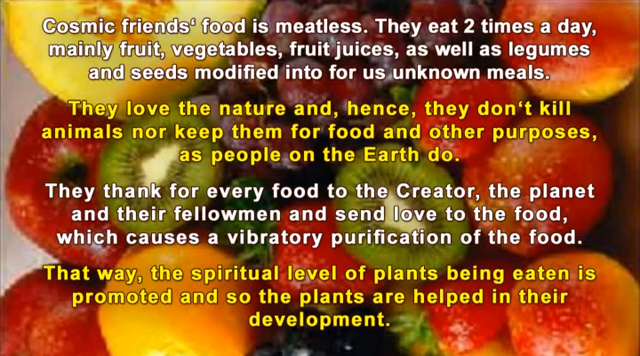 Cosmic friends‘ food is meatless. They eat 2 times a day,
mainly fruit, vegetables, fruit juices, as well as legumes
and seeds modified into for us unknown meals.
They love the nature and, hence, they don‘t kill
animals nor keep them for food and other purposes,
as people on the Earth do.
They thank for every food to the Creator, the planet
and their fellowmen and send love to the food,
which causes a vibratory purification of the food.
That way, the spiritual level of plants being eaten is
promoted and so the plants are helped in their
development.